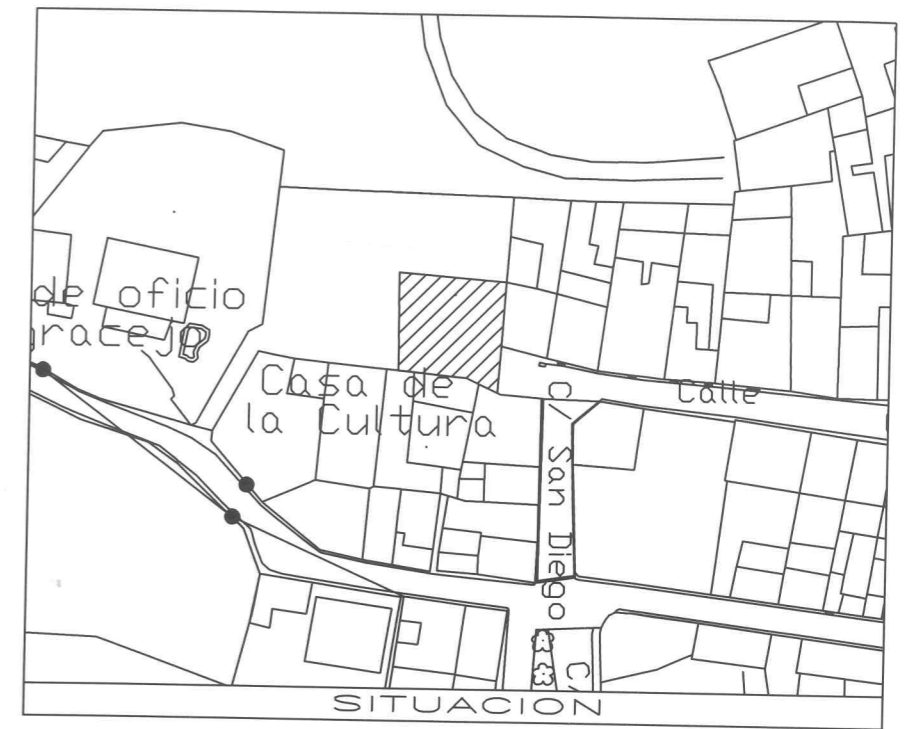 de oficio
gracejo
Casa de
la Cultura
Calle
C/ San Diego
C/
SITUACION